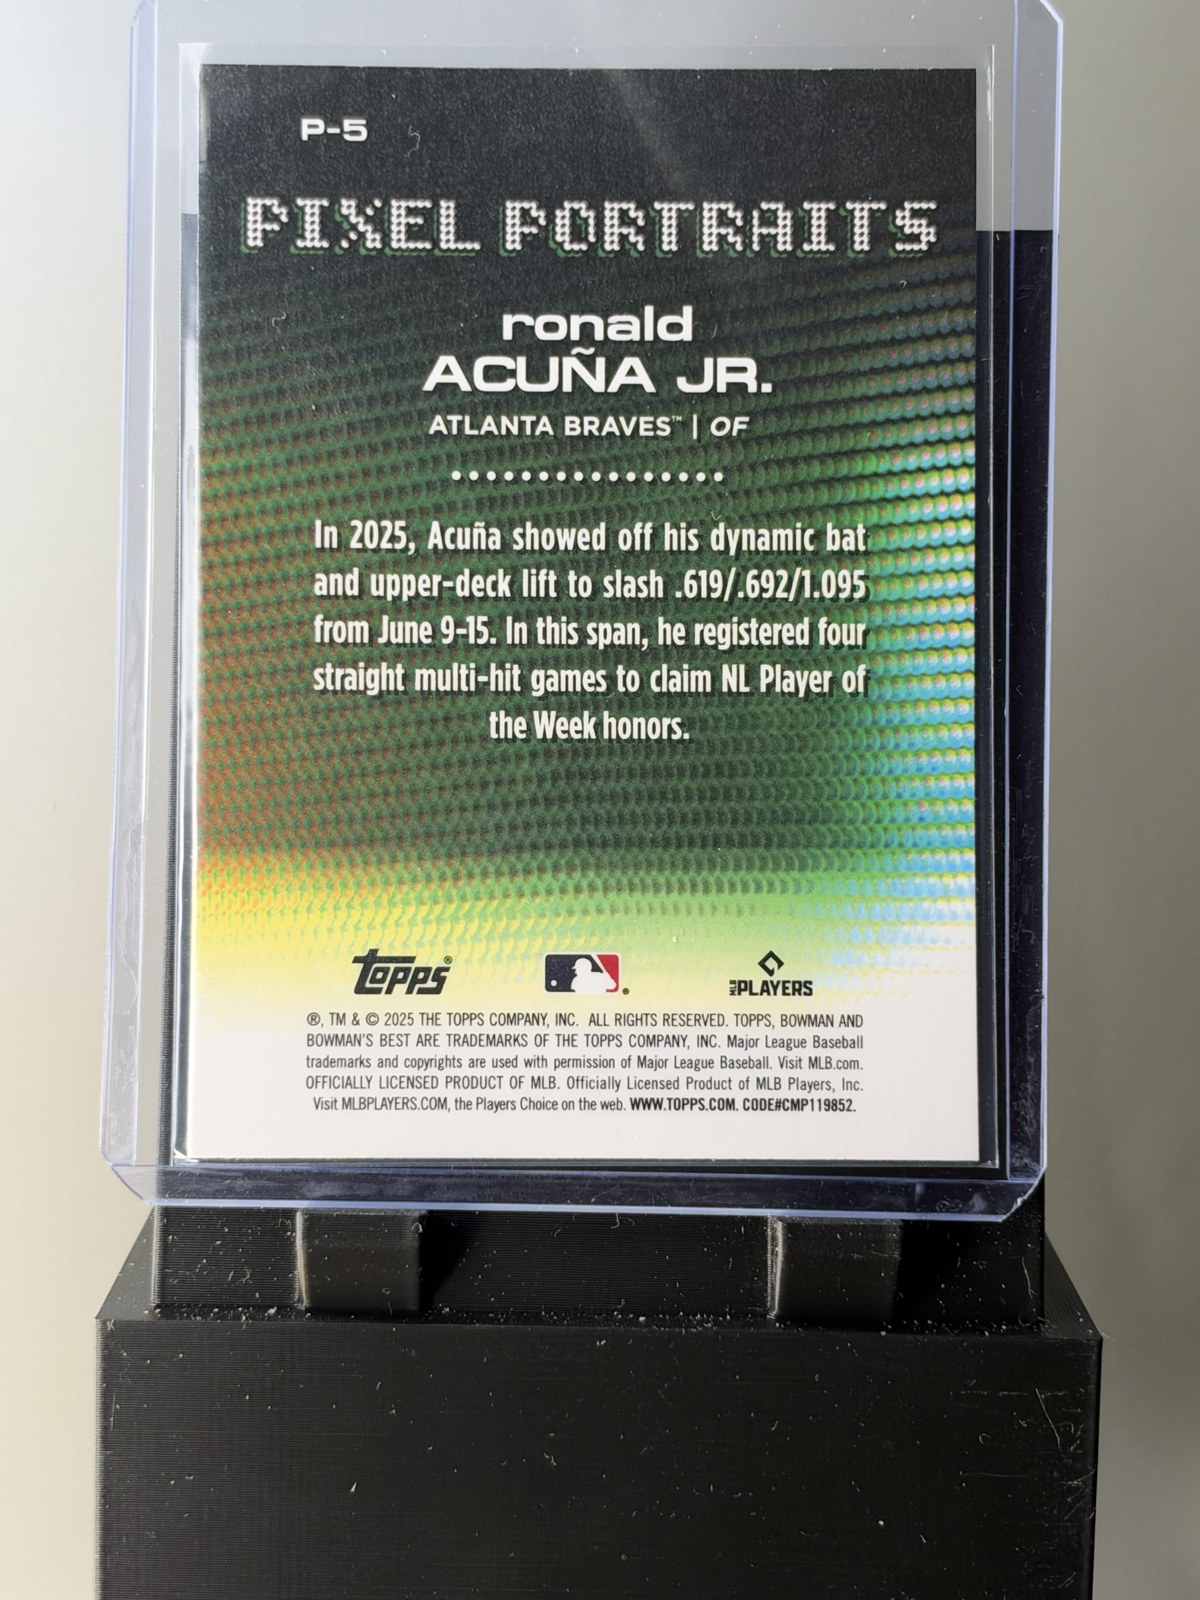 P-5
PIXEL PORTRAITS
ronald
ACUÑA JR.
ATLANTA BRAVES™ | OF
In 2025, Acuña showed off his dynamic bat
and upper-deck lift to slash .619/.692/1.095
from June 9-15. In this span, he registered four
straight multi-hit games to claim NL Player of
the Week honors.
Topps® MLB PLAYERS
®, TM & © 2025 THE TOPPS COMPANY, INC. ALL RIGHTS RESERVED. TOPPS, BOWMAN AND
BOWMAN'S BEST ARE TRADEMARKS OF THE TOPPS COMPANY, INC. Major League Baseball
trademarks and copyrights are used with permission of Major League Baseball. Visit MLB.com.
OFFICIALLY LICENSED PRODUCT OF MLB. Officially Licensed Product of MLB Players, Inc.
Visit MLBPLAYERS.COM, the Players Choice on the web. WWW.TOPPS.COM. CODE#CMP119852.